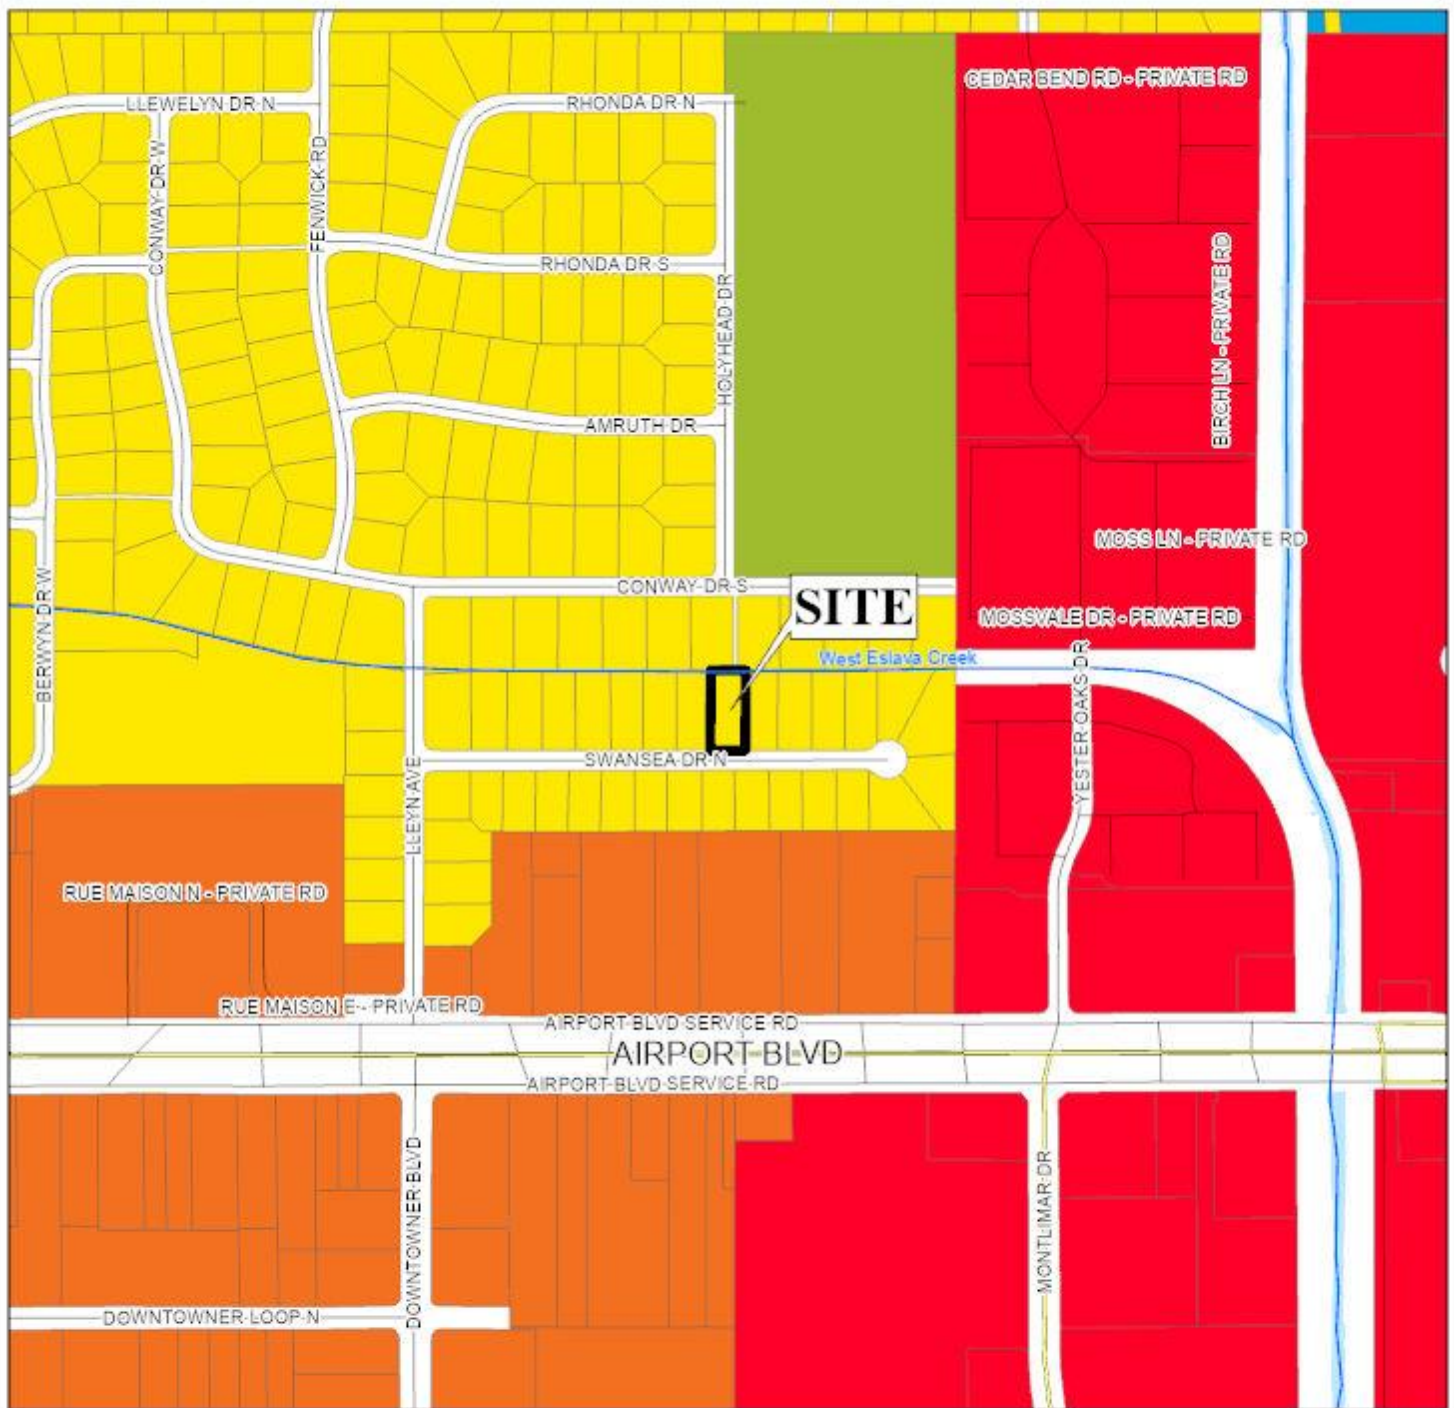 CEDAR BEND RD - PRIVATE RD
LLEWELYN DR N
RHONDA DR N
CONWAY DR W
FENWICK RD
RHONDA DR S
HOLYHEAD DR
BIRCH LN - PRIVATE RD
AMRUTH DR
MOSS LN - PRIVATE RD
CONWAY DR S
SITE
BERWYN DR W
MOSSVALE DR - PRIVATE RD
West Eslava Creek
YESTER OAKS DR
SWANSEA DR N
LLEYN AVE
RUE MAISON N - PRIVATE RD
RUE MAISON E - PRIVATE RD
AIRPORT BLVD SERVICE RD
AIRPORT BLVD
AIRPORT BLVD SERVICE RD
DOWNTOWNER BLVD
MONTLIMAR DR
DOWNTOWNER LOOP N